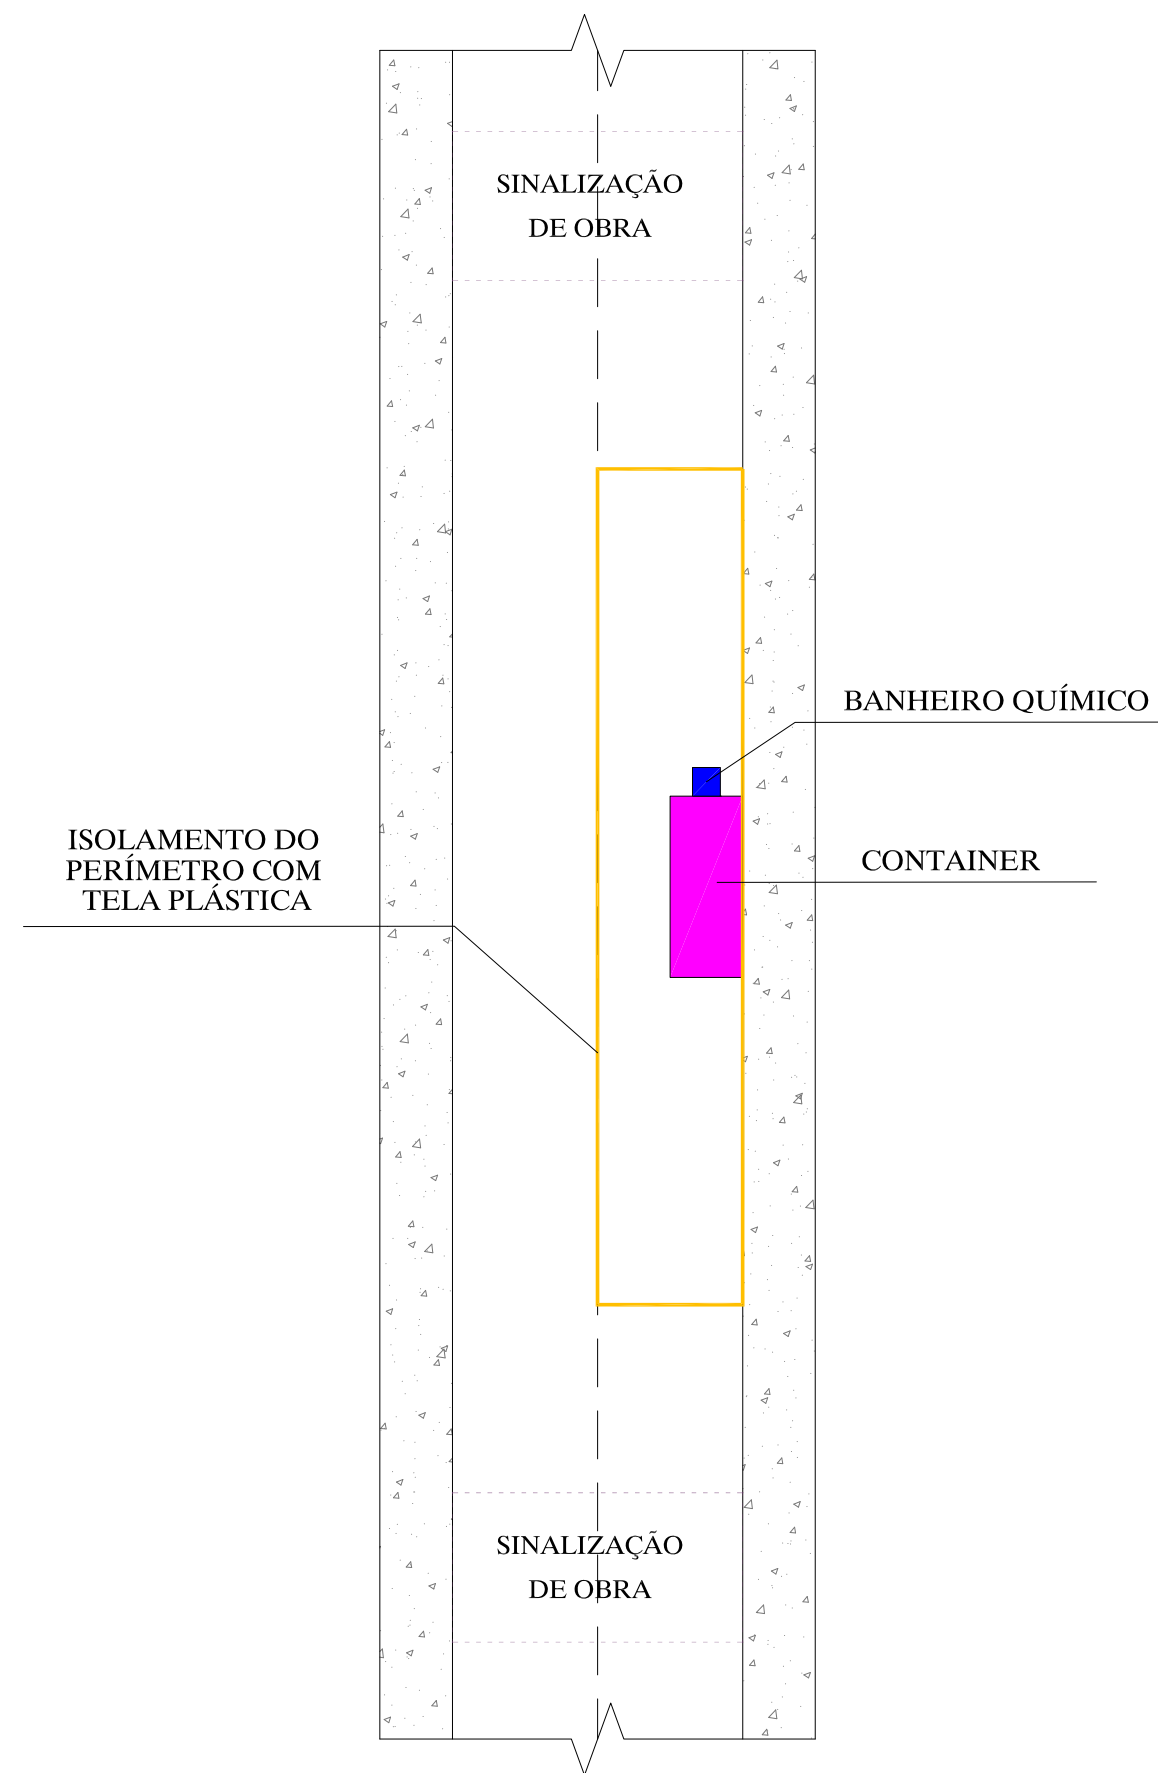 SINALIZAÇÃO
DE OBRA
BANHEIRO QUÍMICO
ISOLAMENTO DO
PERÍMETRO COM
TELA PLÁSTICA
CONTAINER
SINALIZAÇÃO
DE OBRA